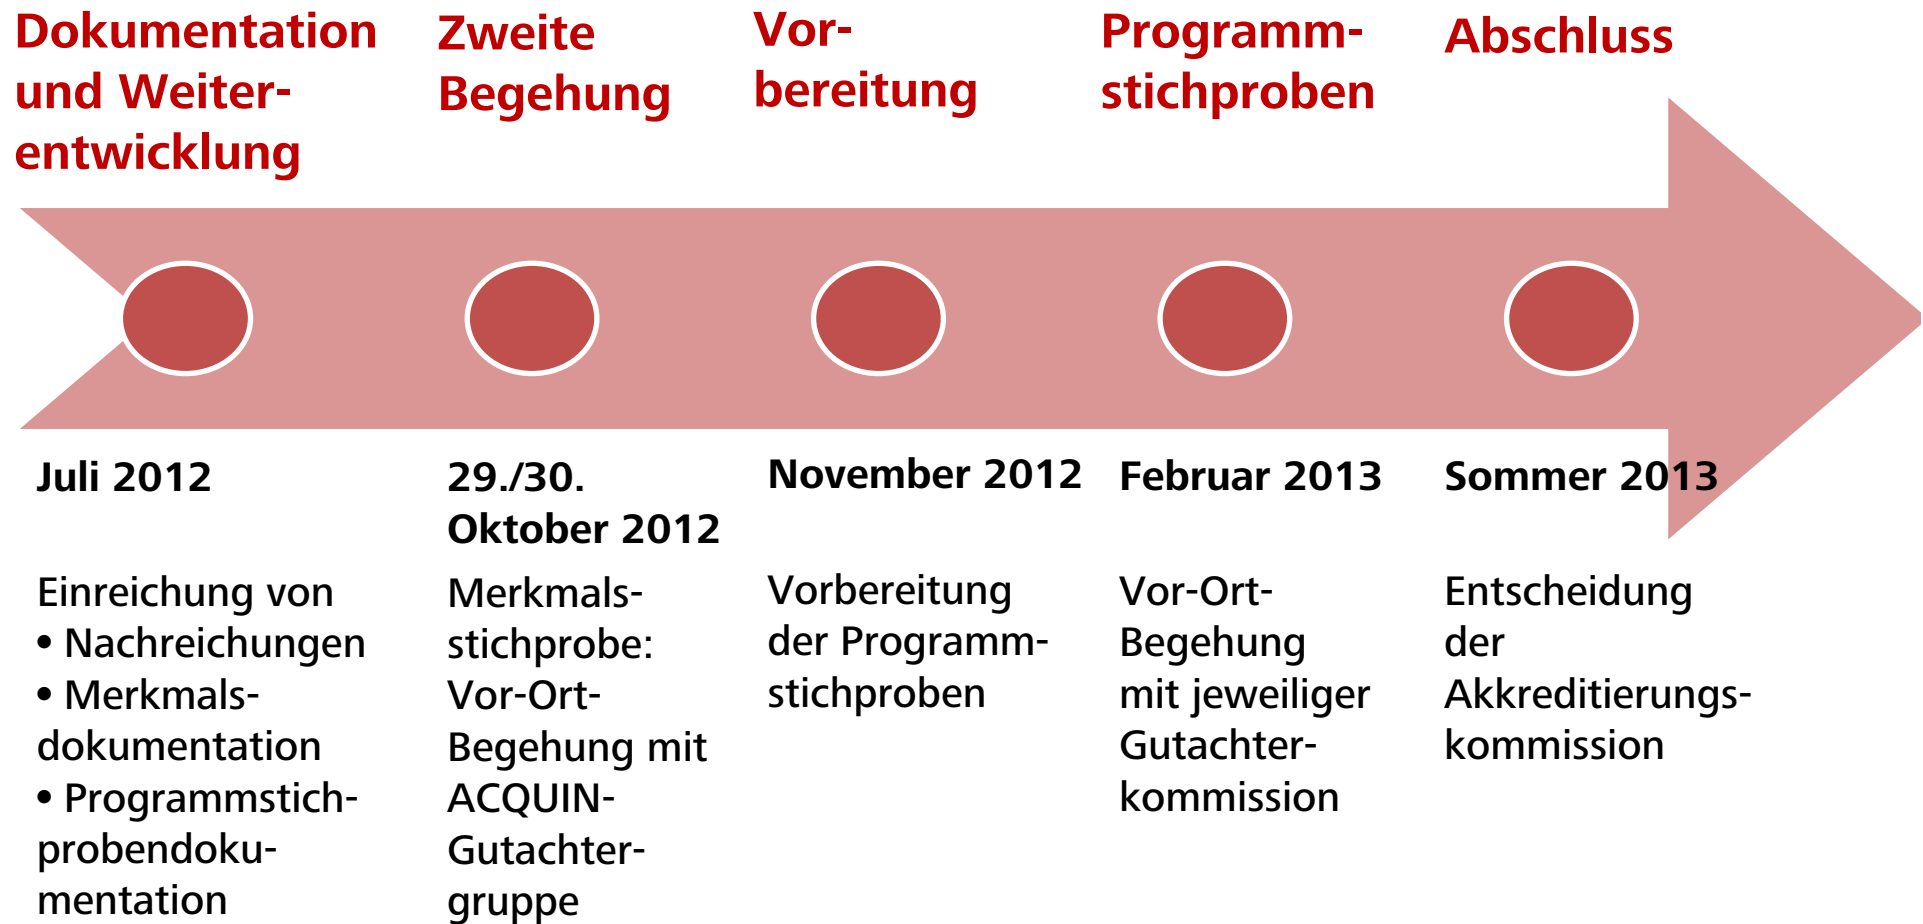 Dokumentation
und Weiter-
entwicklung
Zweite
Begehung
Vor-
bereitung
Programm-
stichproben
Abschluss
Juli 2012
Einreichung von
• Nachreichungen
• Merkmals-
dokumentation
• Programmstich-
probendoku-
mentation
29./30.
Oktober 2012
Merkmals-
stichprobe:
Vor-Ort-
Begehung mit
ACQUIN-
Gutachter-
gruppe
November 2012
Vorbereitung
der Programm-
stichproben
Februar 2013
Vor-Ort-
Begehung
mit jeweiliger
Gutachter-
kommission
Sommer 2013
Entscheidung
der
Akkreditierungs-
kommission